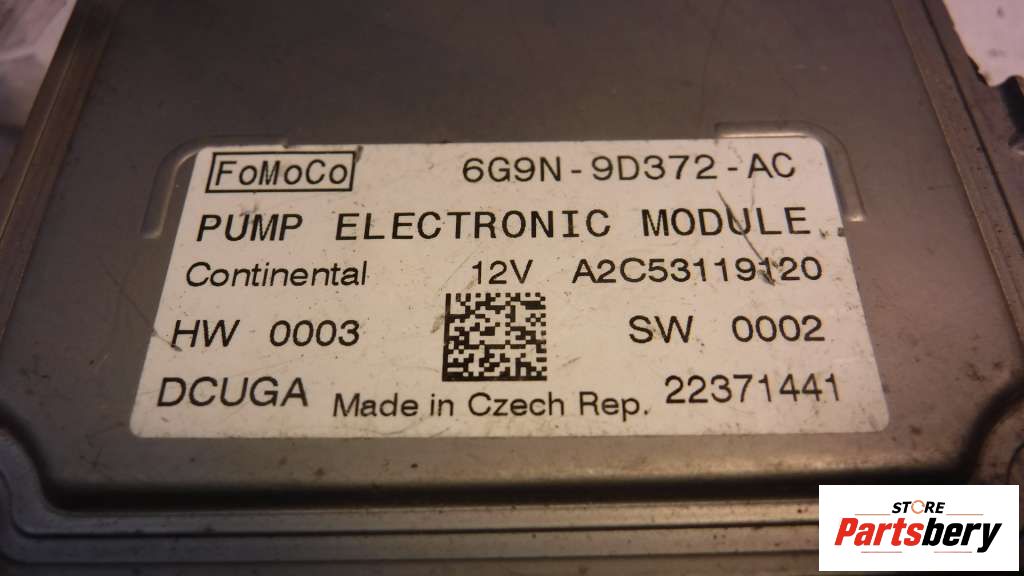 FoMoCo 6G9N-9D372-AC
PUMP ELECTRONIC MODULE
Continental 12V A2C53119120
HW 0003 SW 0002
DCUGA Made in Czech Rep. 22371441
STORE
Partsbery